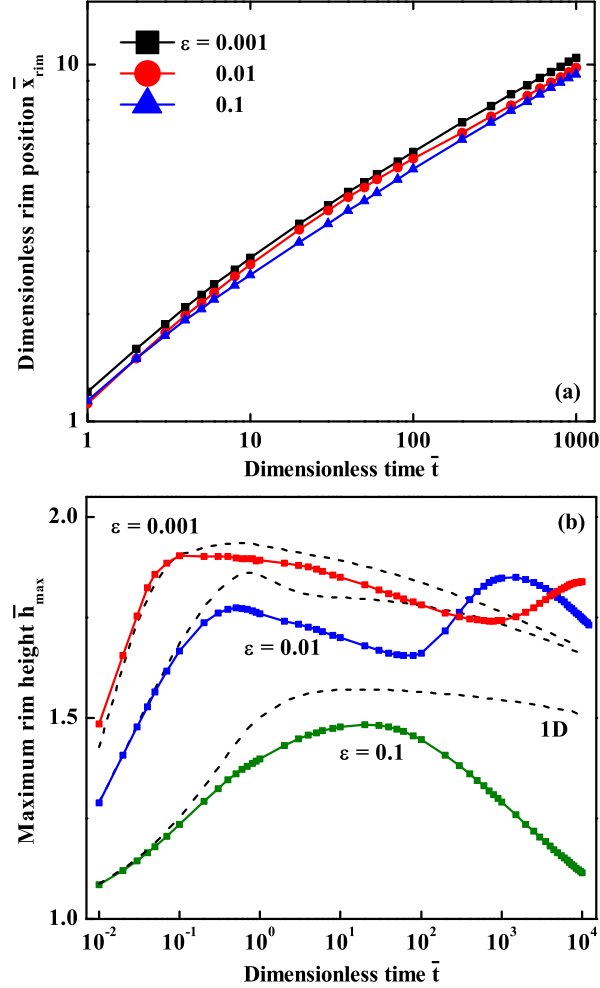 10
1
Dimensionless rim position x̄rim
ε = 0.001
0.01
0.1
(a)
1 10 100 1000
Dimensionless time t̄
2.0
1.5
1.0
Maximum rim height h̄max
ε = 0.001
(b)
ε = 0.01
1D
ε = 0.1
10⁻² 10⁻¹ 10⁰ 10¹ 10² 10³ 10⁴
Dimensionless time t̄